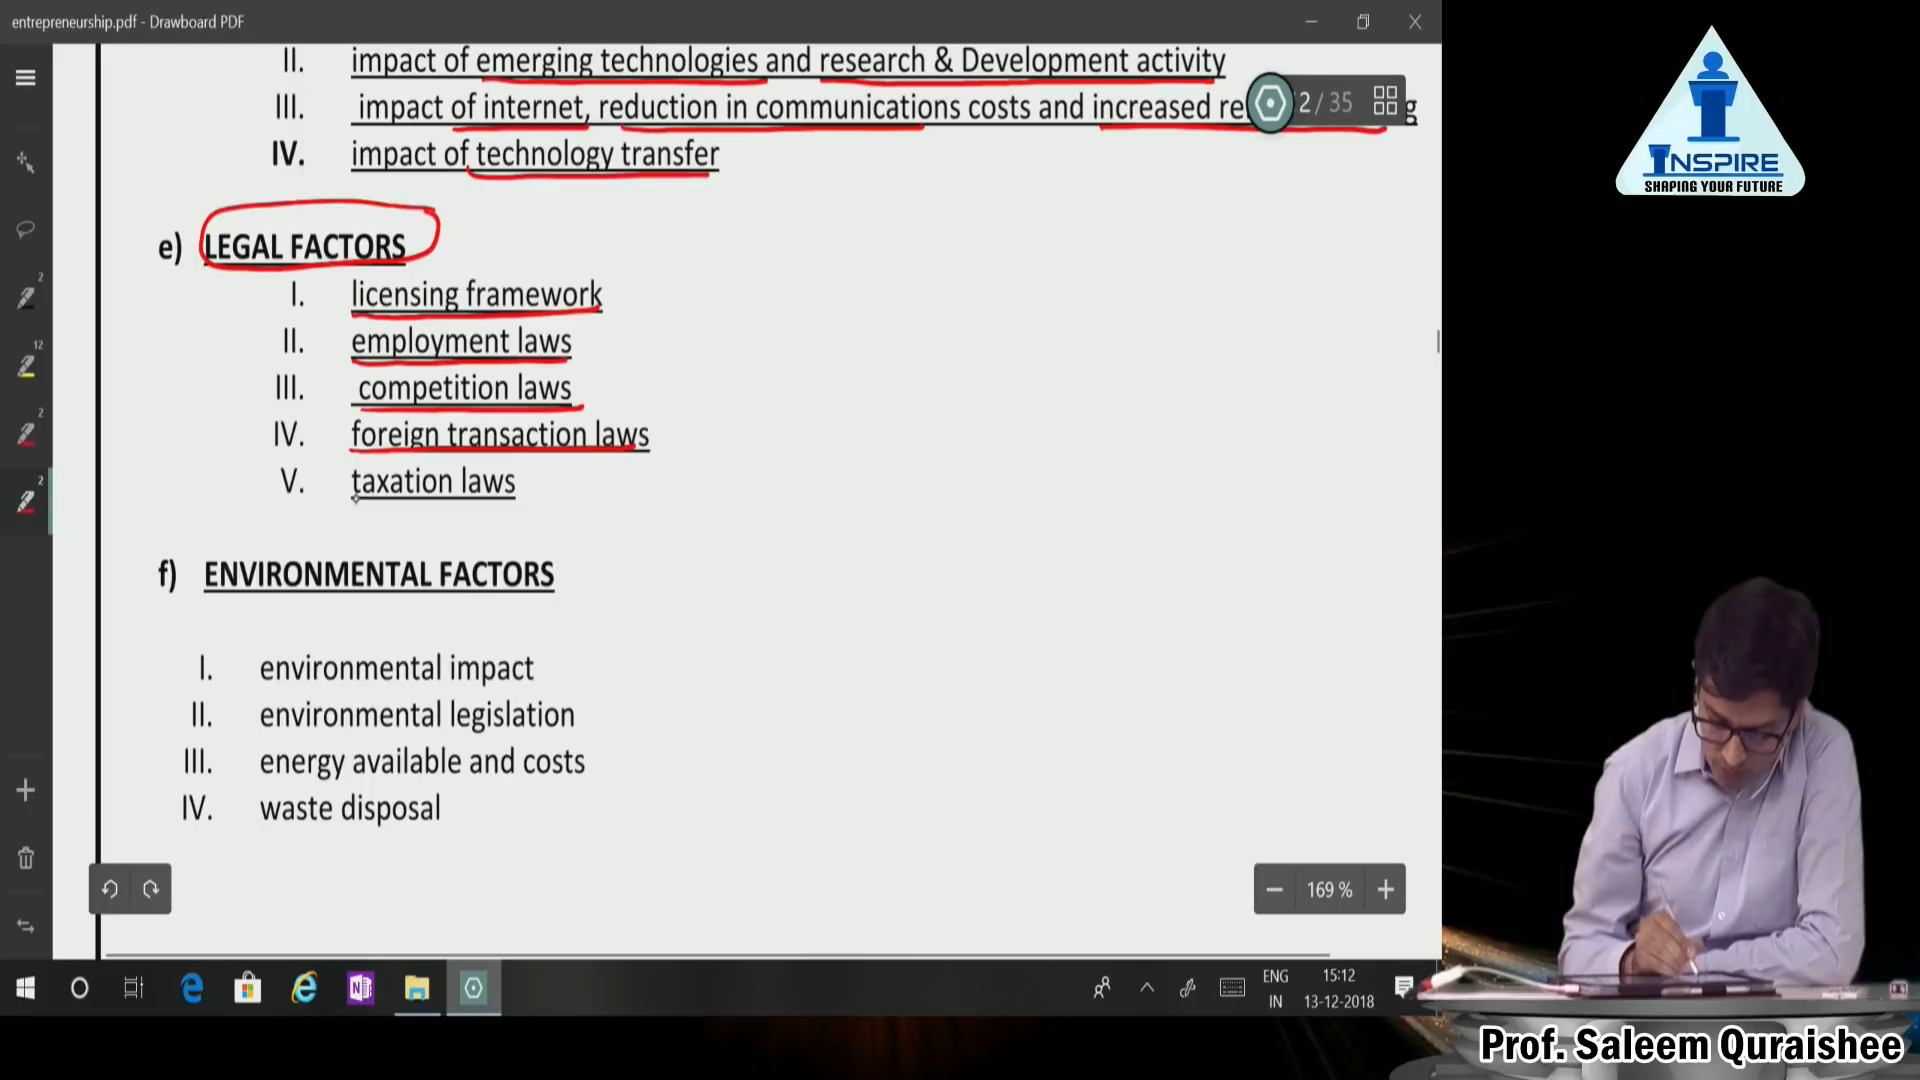 entrepreneurship.pdf - Drawboard PDF
II. impact of emerging technologies and research & Development activity
III. impact of internet, reduction in communications costs and increased
2 / 35
IV. impact of technology transfer
INSPIRE
SHAPING YOUR FUTURE
e) LEGAL FACTORS
I. licensing framework
II. employment laws
III. competition laws
IV. foreign transaction laws
V. taxation laws
f) ENVIRONMENTAL FACTORS
I. environmental impact
II. environmental legislation
III. energy available and costs
IV. waste disposal
2
12
2
2
169 %
ENG
IN
15:12
13-12-2018
Prof. Saleem Quraishee